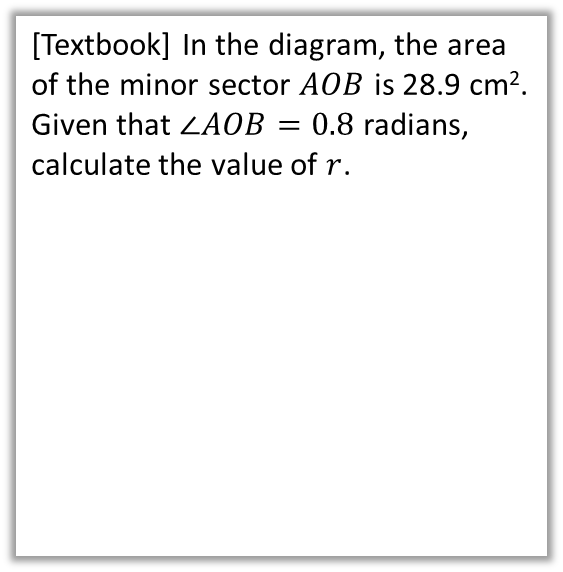 [Textbook] In the diagram, the area
of the minor sector AOB is 28.9 cm².
Given that ∠AOB = 0.8 radians,
calculate the value of r.